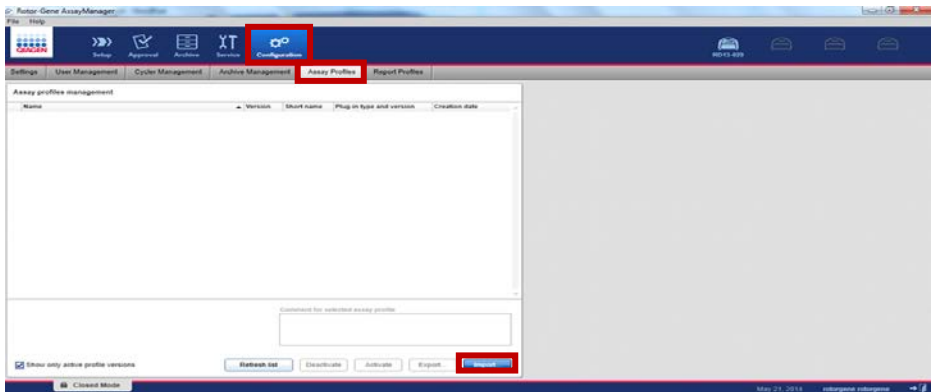 Rotor-Gene AssayManager
File Help
QIAGEN Setup Approval Archive Service Configuration
Settings User Management Cycler Management Archive Management Assay Profiles Report Profiles
Assay profiles management
Name Version Short name Plug-in type and version Creation date
Comment for selected assay profile
Show only active profile versions Refresh list Deactivate Activate Export... Import...
Closed Mode May 21, 2014 rotorgene rotorgene